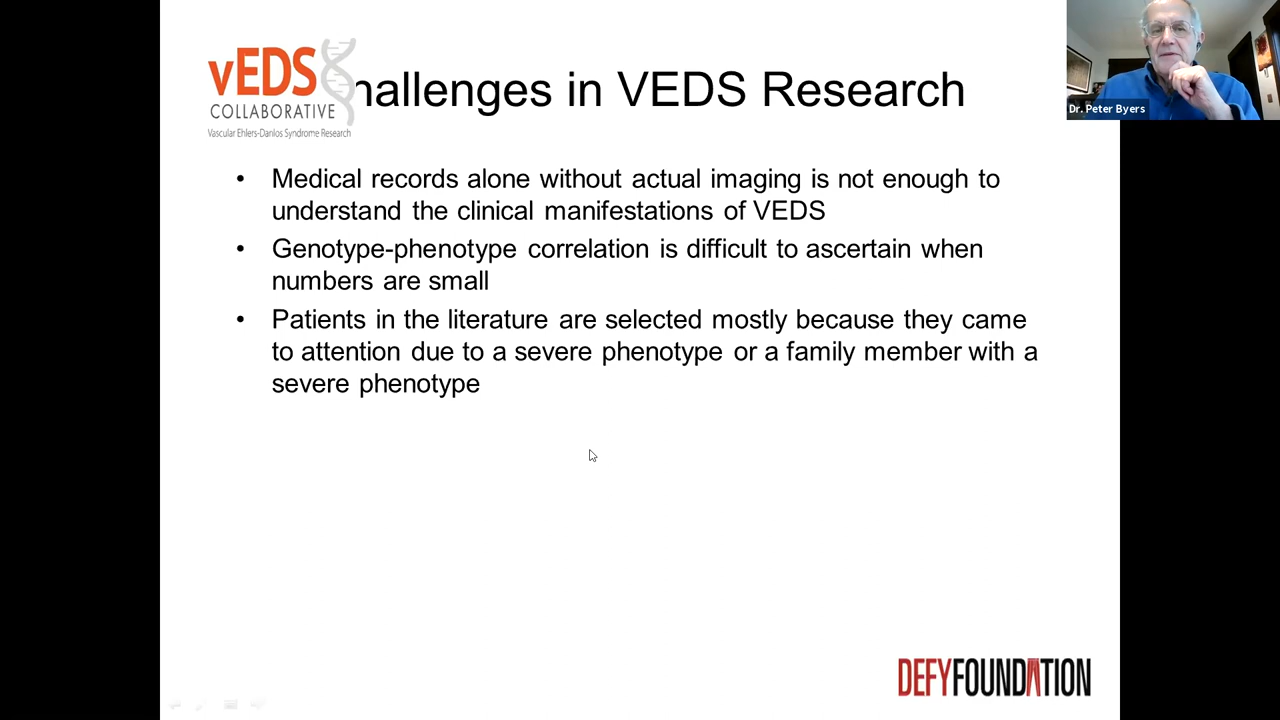 vEDS
COLLABORATIVE
Vascular Ehlers-Danlos Syndrome Research
hallenges in VEDS Research
Dr. Peter Byers
• Medical records alone without actual imaging is not enough to
understand the clinical manifestations of VEDS
• Genotype-phenotype correlation is difficult to ascertain when
numbers are small
• Patients in the literature are selected mostly because they came
to attention due to a severe phenotype or a family member with a
severe phenotype
DEFYFOUNDATION